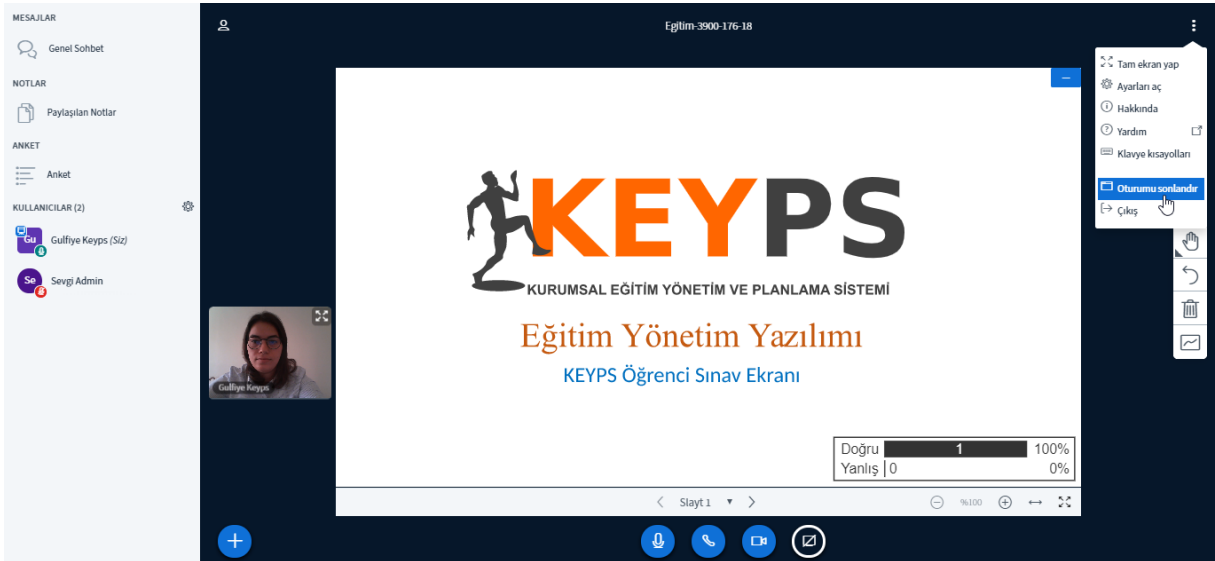 MESAJLAR
Genel Sohbet
NOTLAR
Paylaşılan Notlar
ANKET
Anket
KULLANICILAR (2)
Gu Gulfiye Keyps (Siz)
Se Sevgi Admin
Egitim-3900-176-18
Tam ekran yap
Ayarları aç
Hakkında
Yardım
Klavye kısayolları
Oturumu sonlandır
Çıkış
KEYPS
KURUMSAL EĞİTİM YÖNETİM VE PLANLAMA SİSTEMİ
Eğitim Yönetim Yazılımı
KEYPS Öğrenci Sınav Ekranı
Gulfiye Keyps
Doğru 1 100%
Yanlış 0 0%
Slayt 1
%100